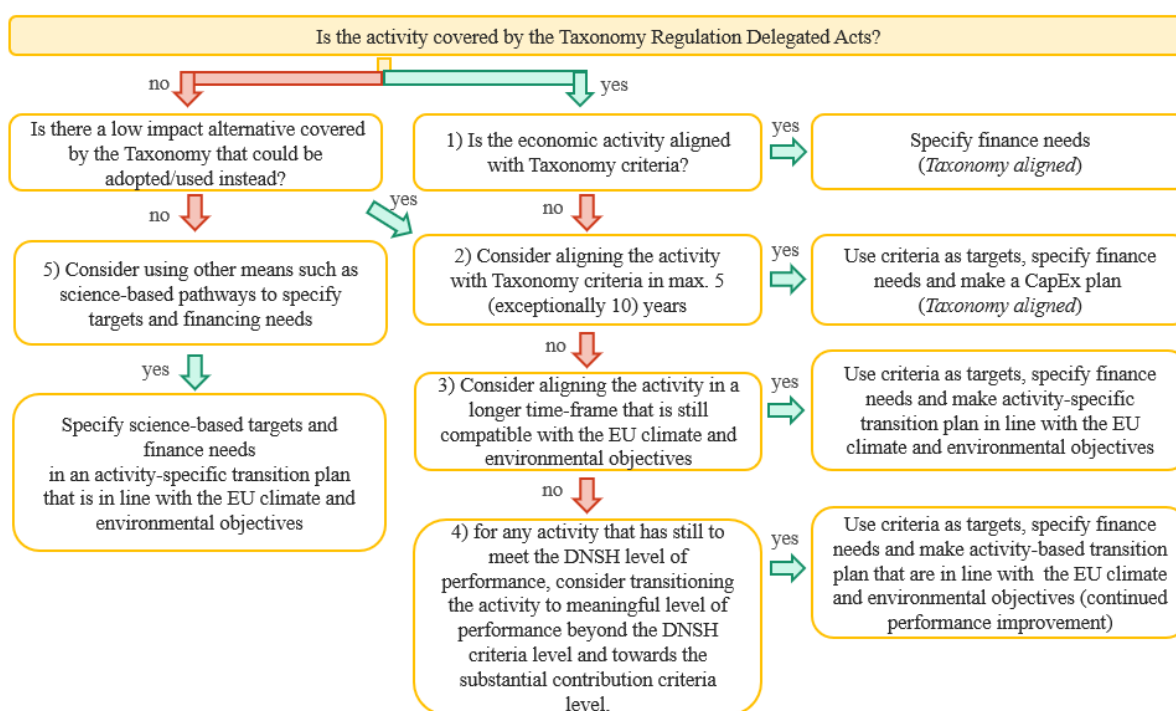 Is the activity covered by the Taxonomy Regulation Delegated Acts?
no
yes
Is there a low impact alternative covered
by the Taxonomy that could be
adopted/used instead?
1) Is the economic activity aligned
with Taxonomy criteria?
yes
Specify finance needs
(Taxonomy aligned)
no
yes
no
5) Consider using other means such as
science-based pathways to specify
targets and financing needs
2) Consider aligning the activity
with Taxonomy criteria in max. 5
(exceptionally 10) years
yes
Use criteria as targets, specify finance
needs and make a CapEx plan
(Taxonomy aligned)
yes
no
Specify science-based targets and
finance needs
in an activity-specific transition plan
that is in line with the EU climate and
environmental objectives
3) Consider aligning the activity in a
longer time-frame that is still
compatible with the EU climate and
environmental objectives
yes
Use criteria as targets, specify finance
needs and make activity-specific
transition plan in line with the EU
climate and environmental objectives
no
4) for any activity that has still to
meet the DNSH level of
performance, consider transitioning
the activity to meaningful level of
performance beyond the DNSH
criteria level and towards the
substantial contribution criteria
level.
yes
Use criteria as targets, specify finance
needs and make activity-based transition
plan that are in line with the EU climate
and environmental objectives (continued
performance improvement)